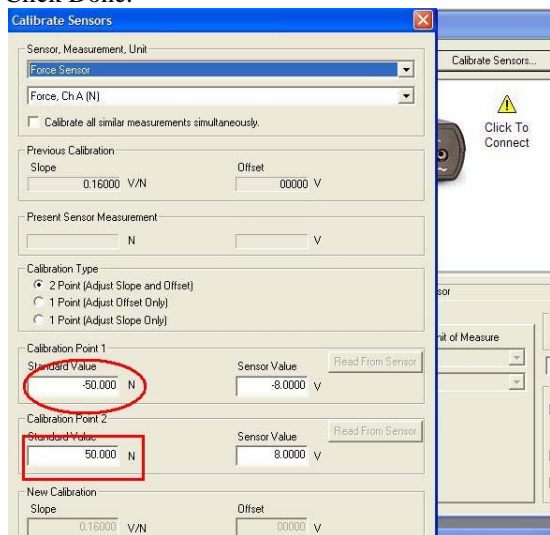 Click Done.
Calibrate Sensors
Sensor, Measurement, Unit
Force Sensor
Force, Ch A (N)
Calibrate all similar measurements simultaneously.
Previous Calibration
Slope Offset
0.16000 V/N 00000 V
Present Sensor Measurement
N V
Calibration Type
2 Point (Adjust Slope and Offset)
1 Point (Adjust Offset Only)
1 Point (Adjust Slope Only)
Calibration Point 1
Standard Value Sensor Value Read From Sensor
-50.000 N -8.0000 V
Calibration Point 2
Standard Value Sensor Value Read From Sensor
50.000 N 8.0000 V
New Calibration
Slope Offset
0.16000 V/N 00000 V
Calibrate Sensors...
Click To
Connect
sor
nit of Measure